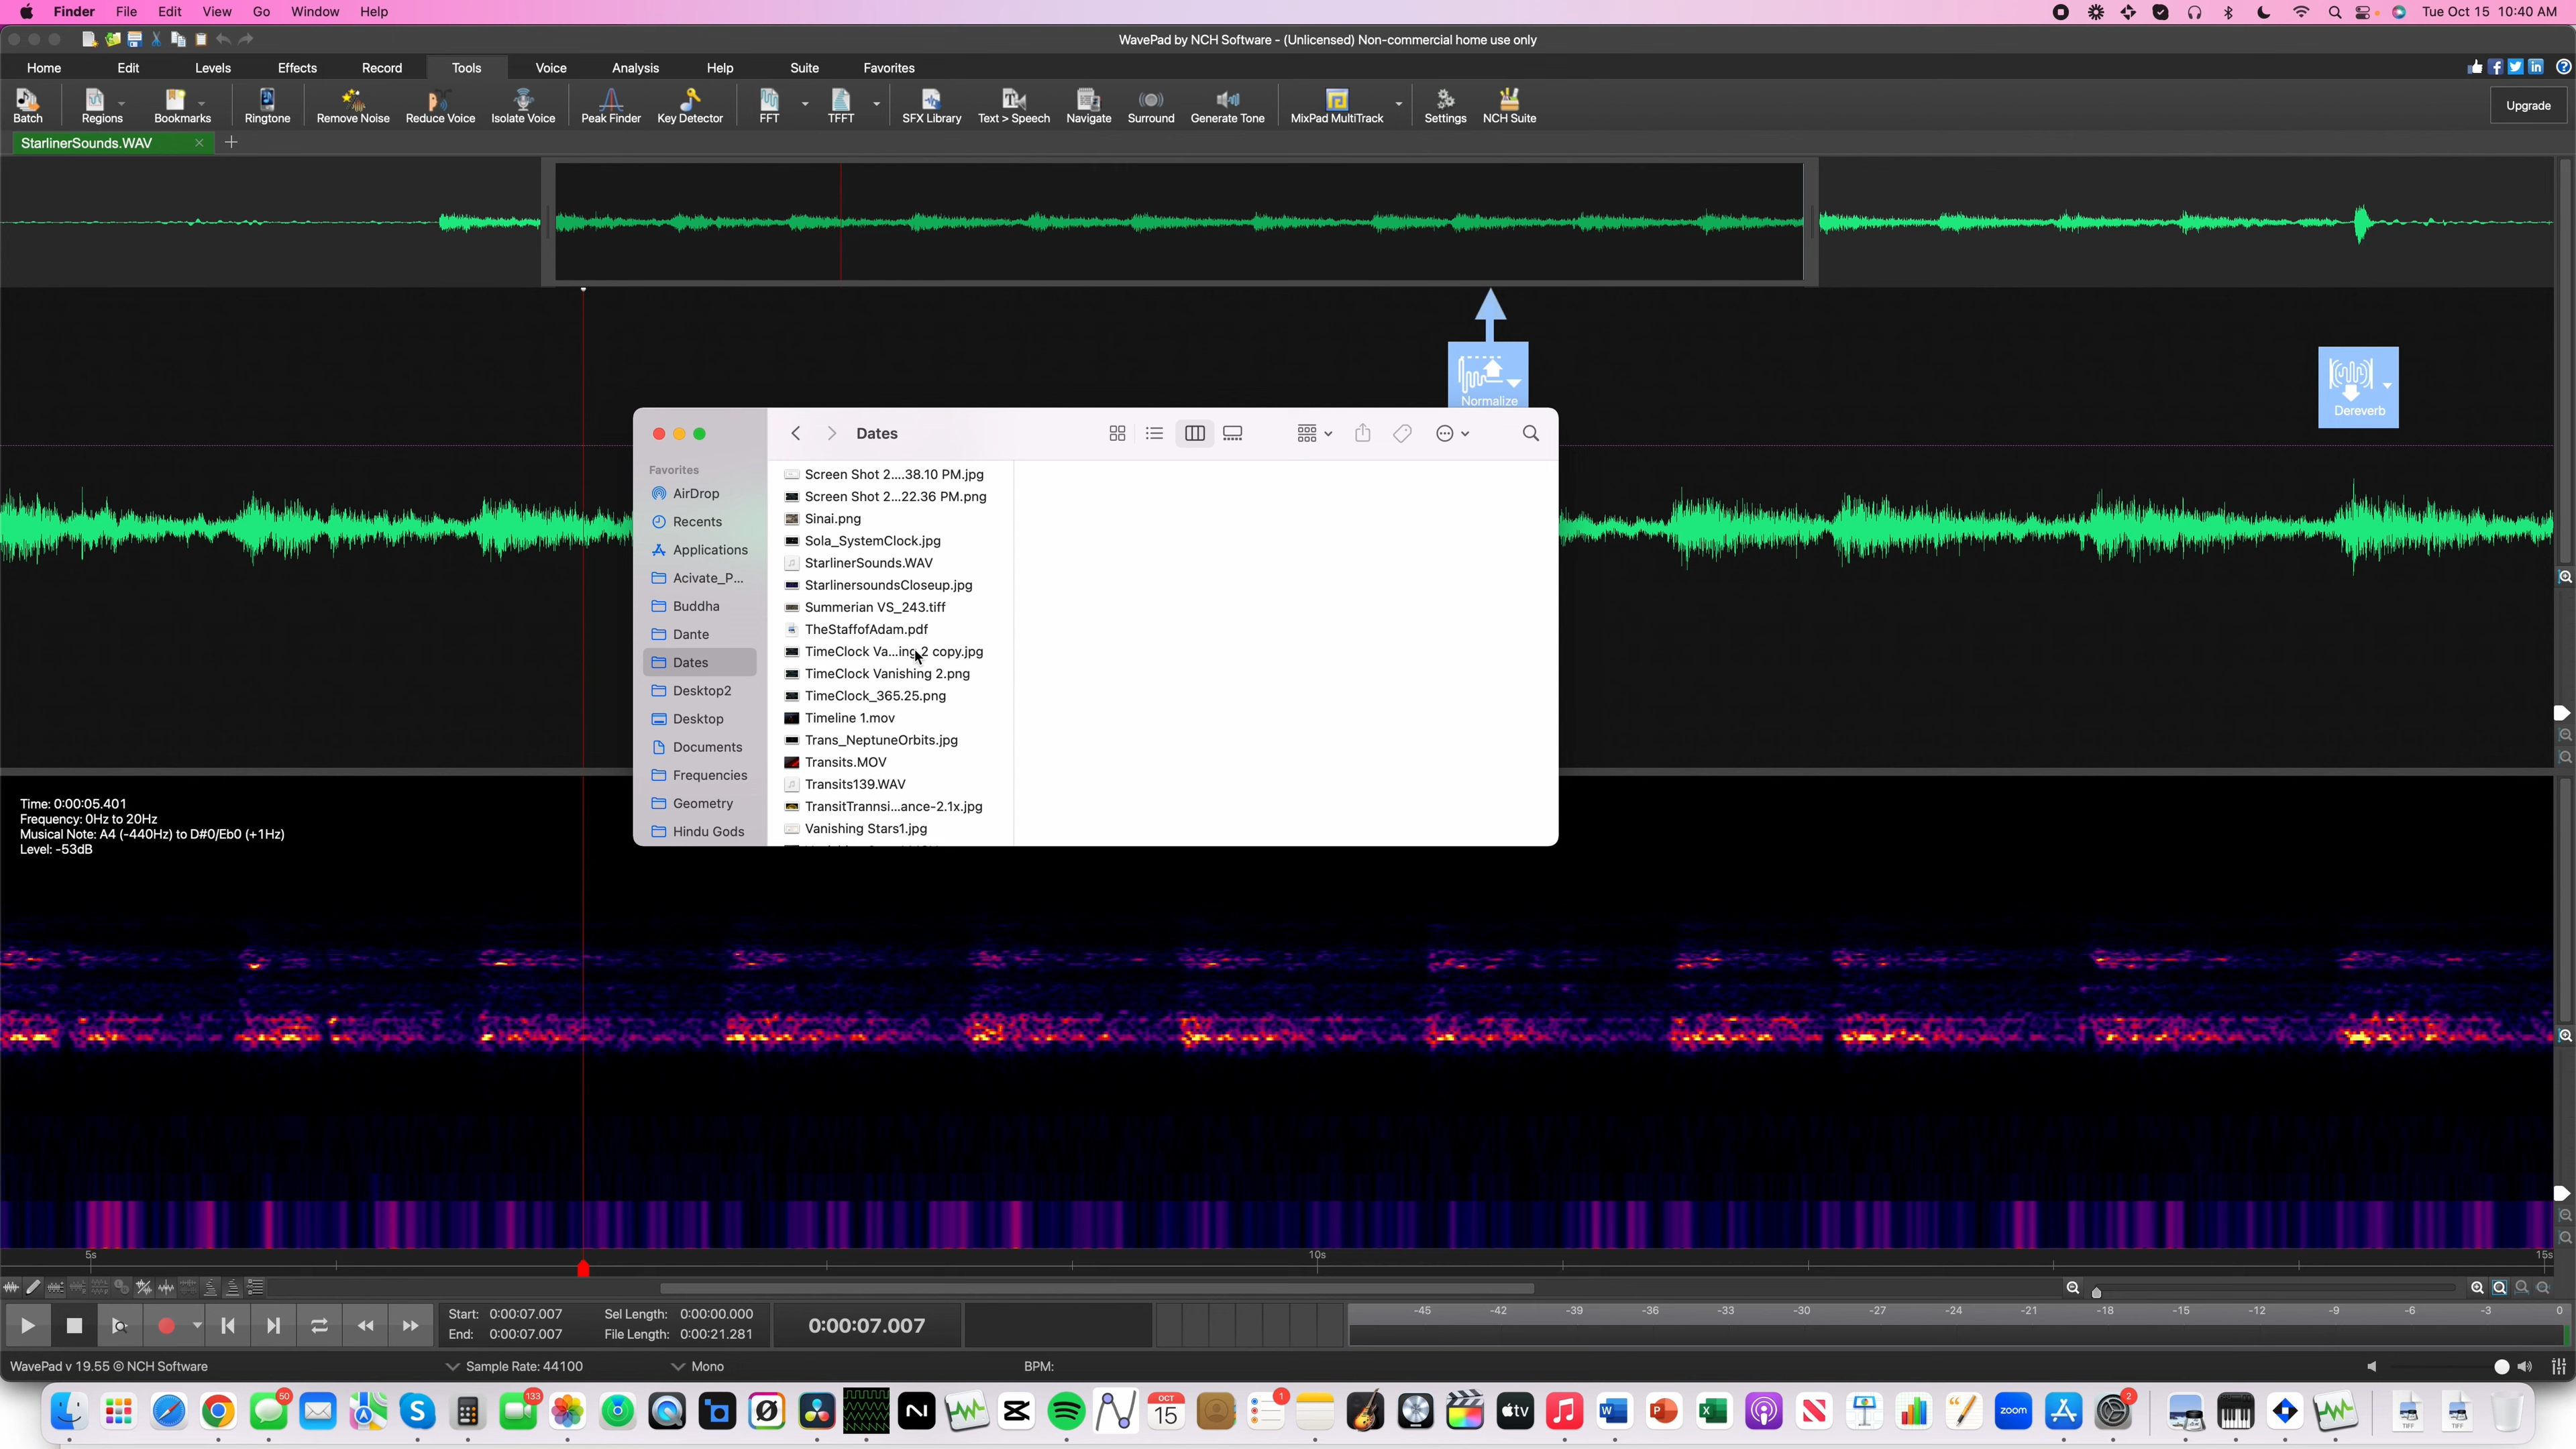 Finder File Edit View Go Window Help
Tue Oct 15 10:40 AM
WavePad by NCH Software - (Unlicensed) Non-commercial home use only
Home Edit Levels Effects Record Tools Voice Analysis Help Suite Favorites
Batch Regions Bookmarks Ringtone Remove Noise Reduce Voice Isolate Voice Peak Finder Key Detector FFT TFFT SFX Library Text > Speech Navigate Surround Generate Tone MixPad MultiTrack Settings NCH Suite
Upgrade
StarlinerSounds.WAV
Normalize
Dereverb
Dates
Favorites
AirDrop
Recents
Applications
Acivate_P...
Buddha
Dante
Dates
Desktop2
Desktop
Documents
Frequencies
Geometry
Hindu Gods
Screen Shot 2....38.10 PM.jpg
Screen Shot 2...22.36 PM.png
Sinai.png
Sola_SystemClock.jpg
StarlinerSounds.WAV
StarlinersoundsCloseup.jpg
Summerian VS_243.tiff
TheStaffofAdam.pdf
TimeClock Va...ing 2 copy.jpg
TimeClock Vanishing 2.png
TimeClock_365.25.png
Timeline 1.mov
Trans_NeptuneOrbits.jpg
Transits.MOV
Transits139.WAV
TransitTrannsi...ance-2.1x.jpg
Vanishing Stars1.jpg
Time: 0:00:05.401
Frequency: 0Hz to 20Hz
Musical Note: A4 (-440Hz) to D#0/Eb0 (+1Hz)
Level: -53dB
5s 10s 15s
Start: 0:00:07.007 Sel Length: 0:00:00.000
End: 0:00:07.007 File Length: 0:00:21.281
0:00:07.007
-45 -42 -39 -36 -33 -30 -27 -24 -21 -18 -15 -12 -9 -6 -3 0
WavePad v 19.55 © NCH Software
Sample Rate: 44100
Mono
BPM:
50
133
OCT
15
1
tv
zoom
2
TIFF
TIFF